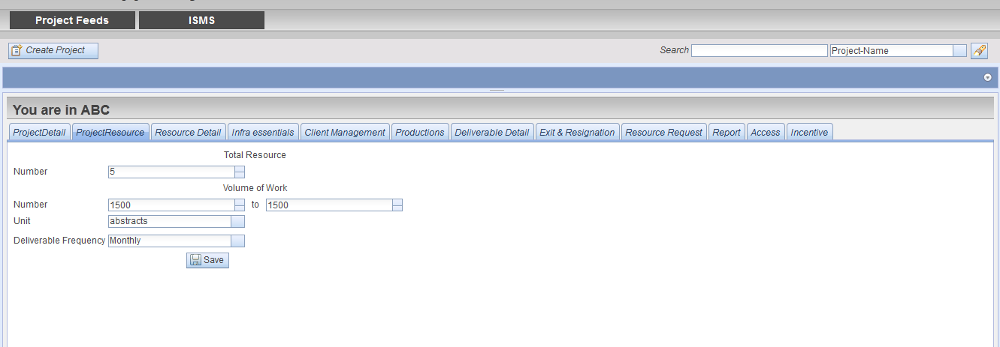 Project Feeds ISMS
Create Project Search Project-Name
You are in ABC
ProjectDetail ProjectResource Resource Detail Infra essentials Client Management Productions Deliverable Detail Exit & Resignation Resource Request Report Access Incentive
Total Resource
Number 5
Volume of Work
Number 1500 to 1500
Unit abstracts
Deliverable Frequency Monthly
Save